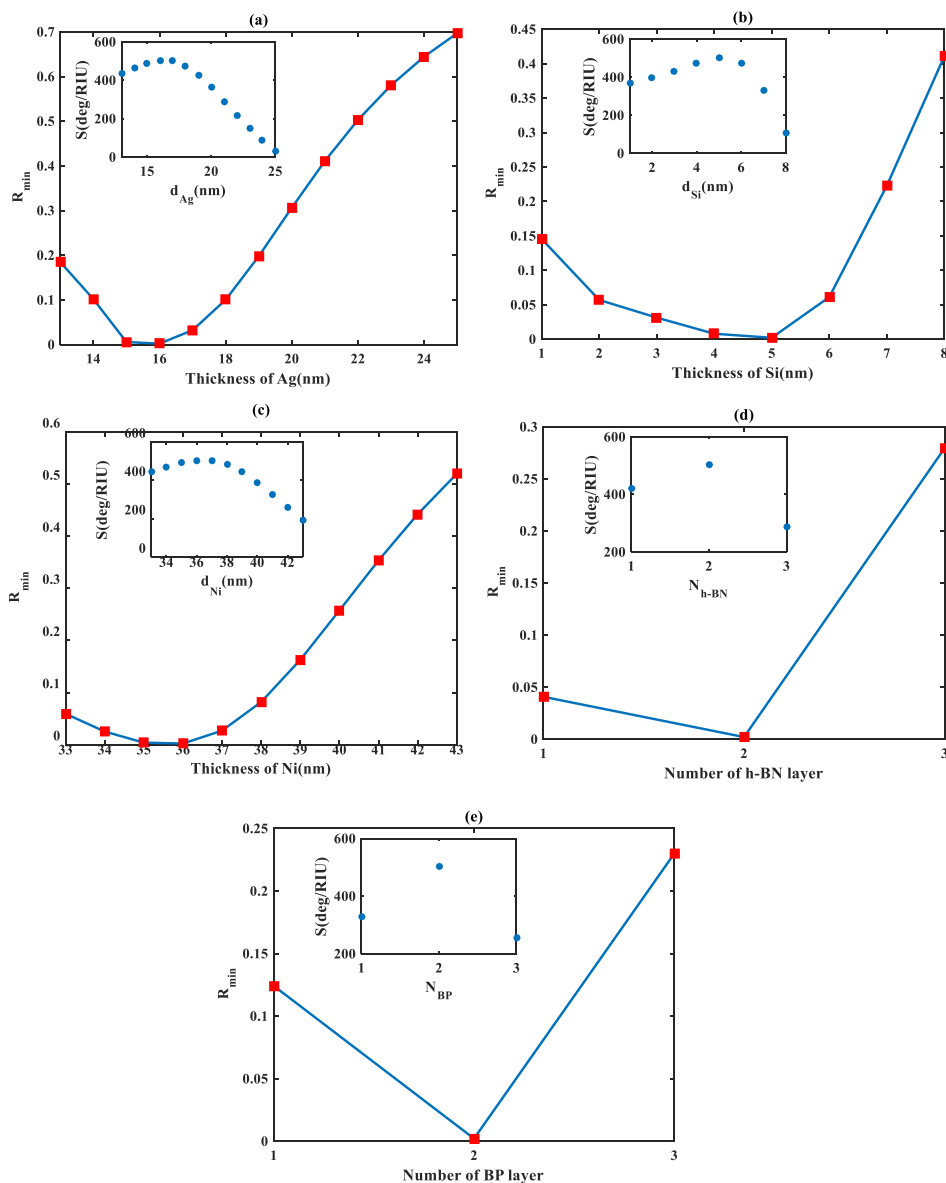 (a)
0.7
0.6
0.5
0.4
0.3
0.2
0.1
0
R_min
14 16 18 20 22 24
Thickness of Ag(nm)
600
400
200
0
S(deg/RIU)
15 20 25
d_Ag(nm)
(b)
0.45
0.4
0.35
0.3
0.25
0.2
0.15
0.1
0.05
0
R_min
1 2 3 4 5 6 7 8
Thickness of Si(nm)
600
400
200
0
S(deg/RIU)
2 4 6 8
d_Si(nm)
(c)
0.6
0.5
0.4
0.3
0.2
0.1
0
R_min
33 34 35 36 37 38 39 40 41 42 43
Thickness of Ni(nm)
600
400
200
0
S(deg/RIU)
34 36 38 40 42
d_Ni(nm)
(d)
0.3
0.25
0.2
0.15
0.1
0.05
0
R_min
1 2 3
Number of h-BN layer
600
400
200
S(deg/RIU)
1 2 3
N_h-BN
(e)
0.25
0.2
0.15
0.1
0.05
0
R_min
1 2 3
Number of BP layer
600
400
200
S(deg/RIU)
1 2 3
N_BP